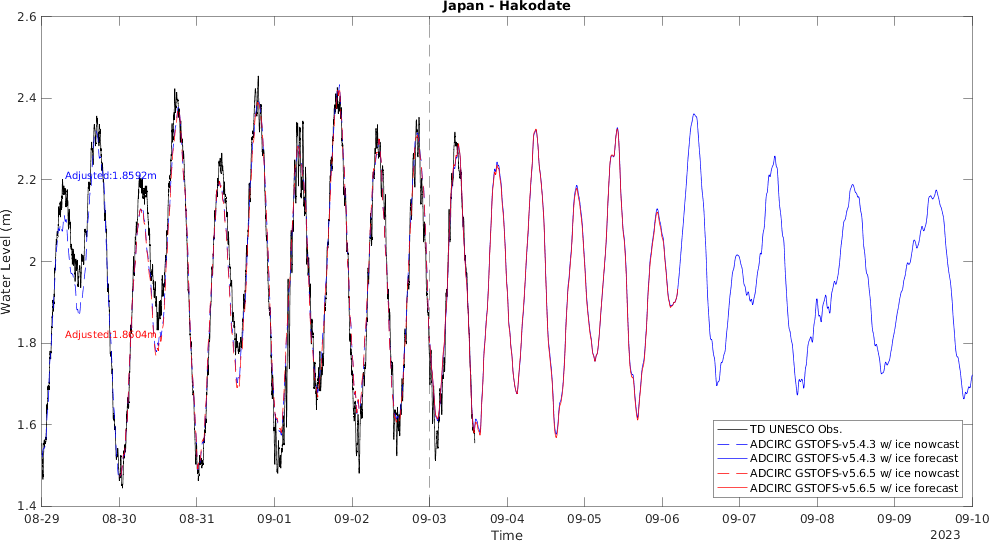 Japan - Hakodate
2.6
2.4
2.2
2
1.8
1.6
1.4
Water Level (m)
Adjusted:1.8592m
Adjusted:1.8604m
TD UNESCO Obs.
ADCIRC GSTOFS-v5.4.3 w/ ice nowcast
ADCIRC GSTOFS-v5.4.3 w/ ice forecast
ADCIRC GSTOFS-v5.6.5 w/ ice nowcast
ADCIRC GSTOFS-v5.6.5 w/ ice forecast
08-29 08-30 08-31 09-01 09-02 09-03 09-04 09-05 09-06 09-07 09-08 09-09 09-10
Time
2023